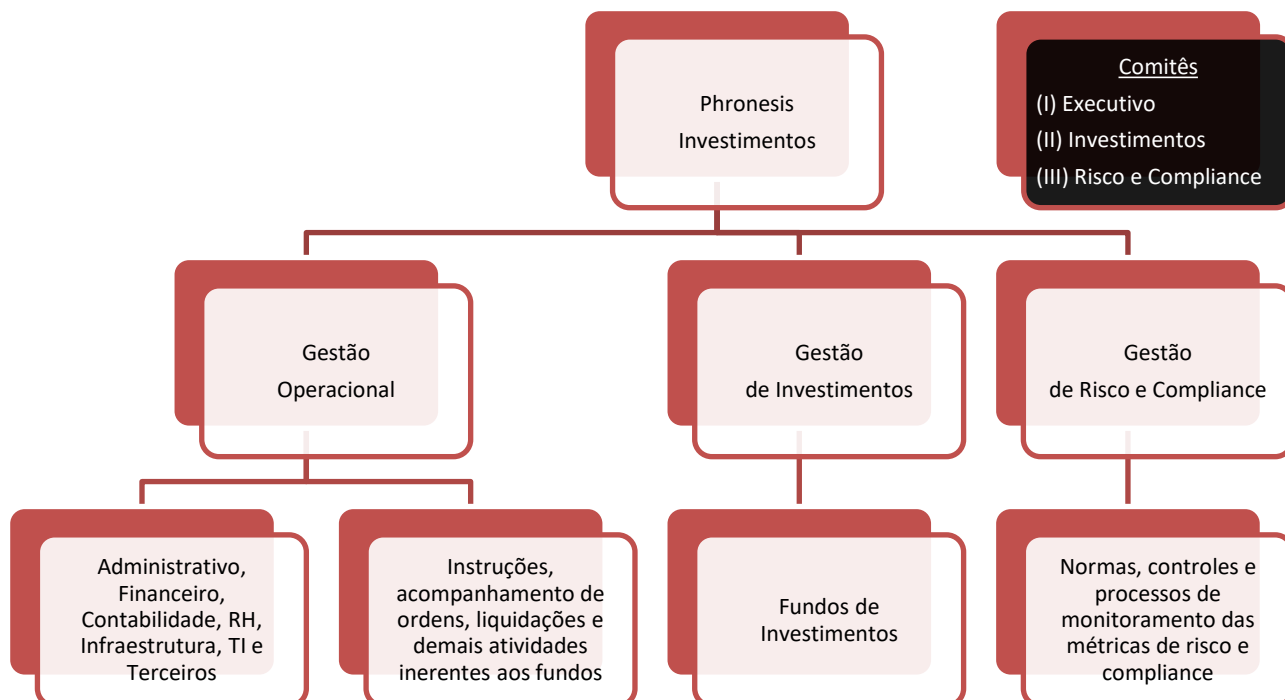 Phronesis
Investimentos
Comitês
(I) Executivo
(II) Investimentos
(III) Risco e Compliance
Gestão
Operacional
Gestão
de Investimentos
Gestão
de Risco e Compliance
Administrativo,
Financeiro,
Contabilidade, RH,
Infraestrutura, TI e
Terceiros
Instruções,
acompanhamento de
ordens, liquidações e
demais atividades
inerentes aos fundos
Fundos de
Investimentos
Normas, controles e
processos de
monitoramento das
métricas de risco e
compliance